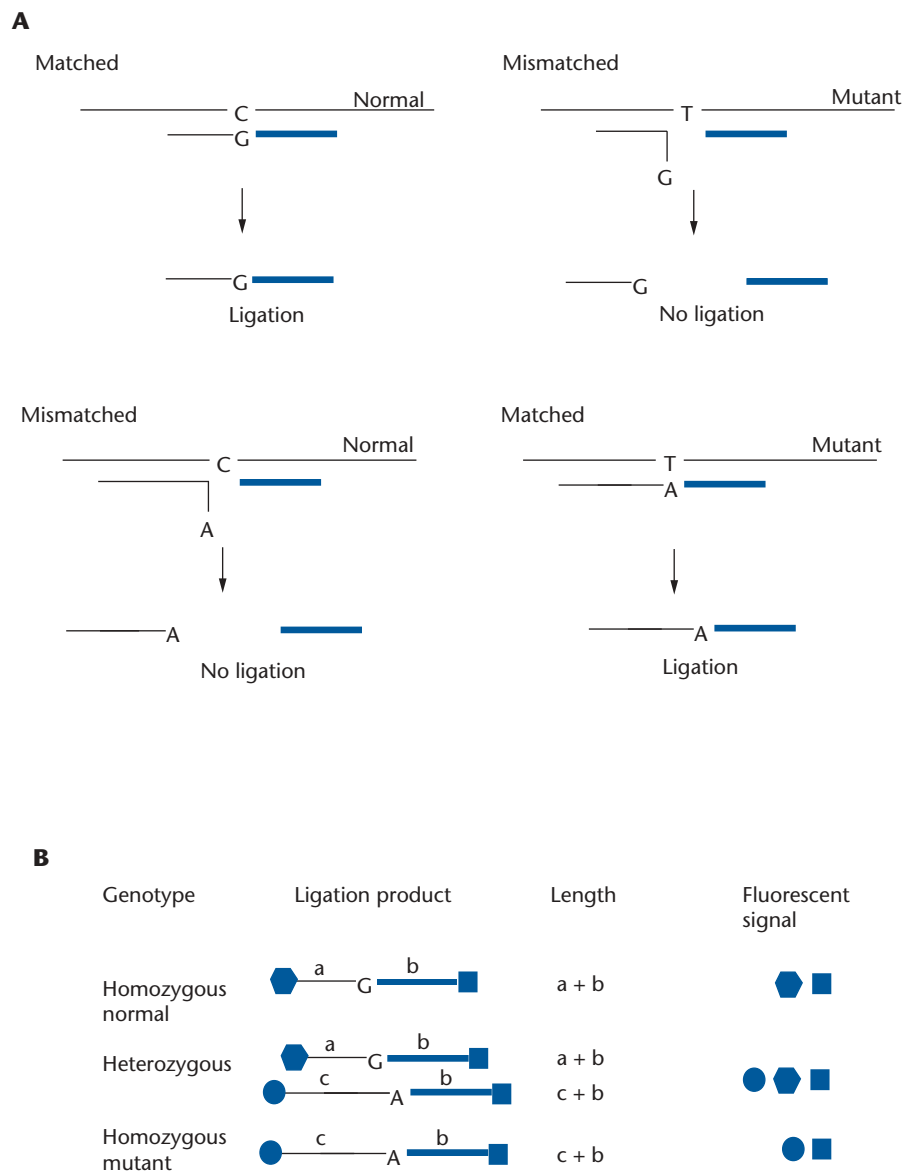 A
Matched
Mismatched
Normal
Mutant
C
G
T
G
G
G
Ligation
No ligation
Mismatched
Matched
Normal
Mutant
C
T
A
A
A
A
No ligation
Ligation
B
Genotype Ligation product Length Fluorescent
signal
a b
Homozygous G a + b
normal
a b
Heterozygous G a + b
c b
A c + b
Homozygous c b
mutant A c + b